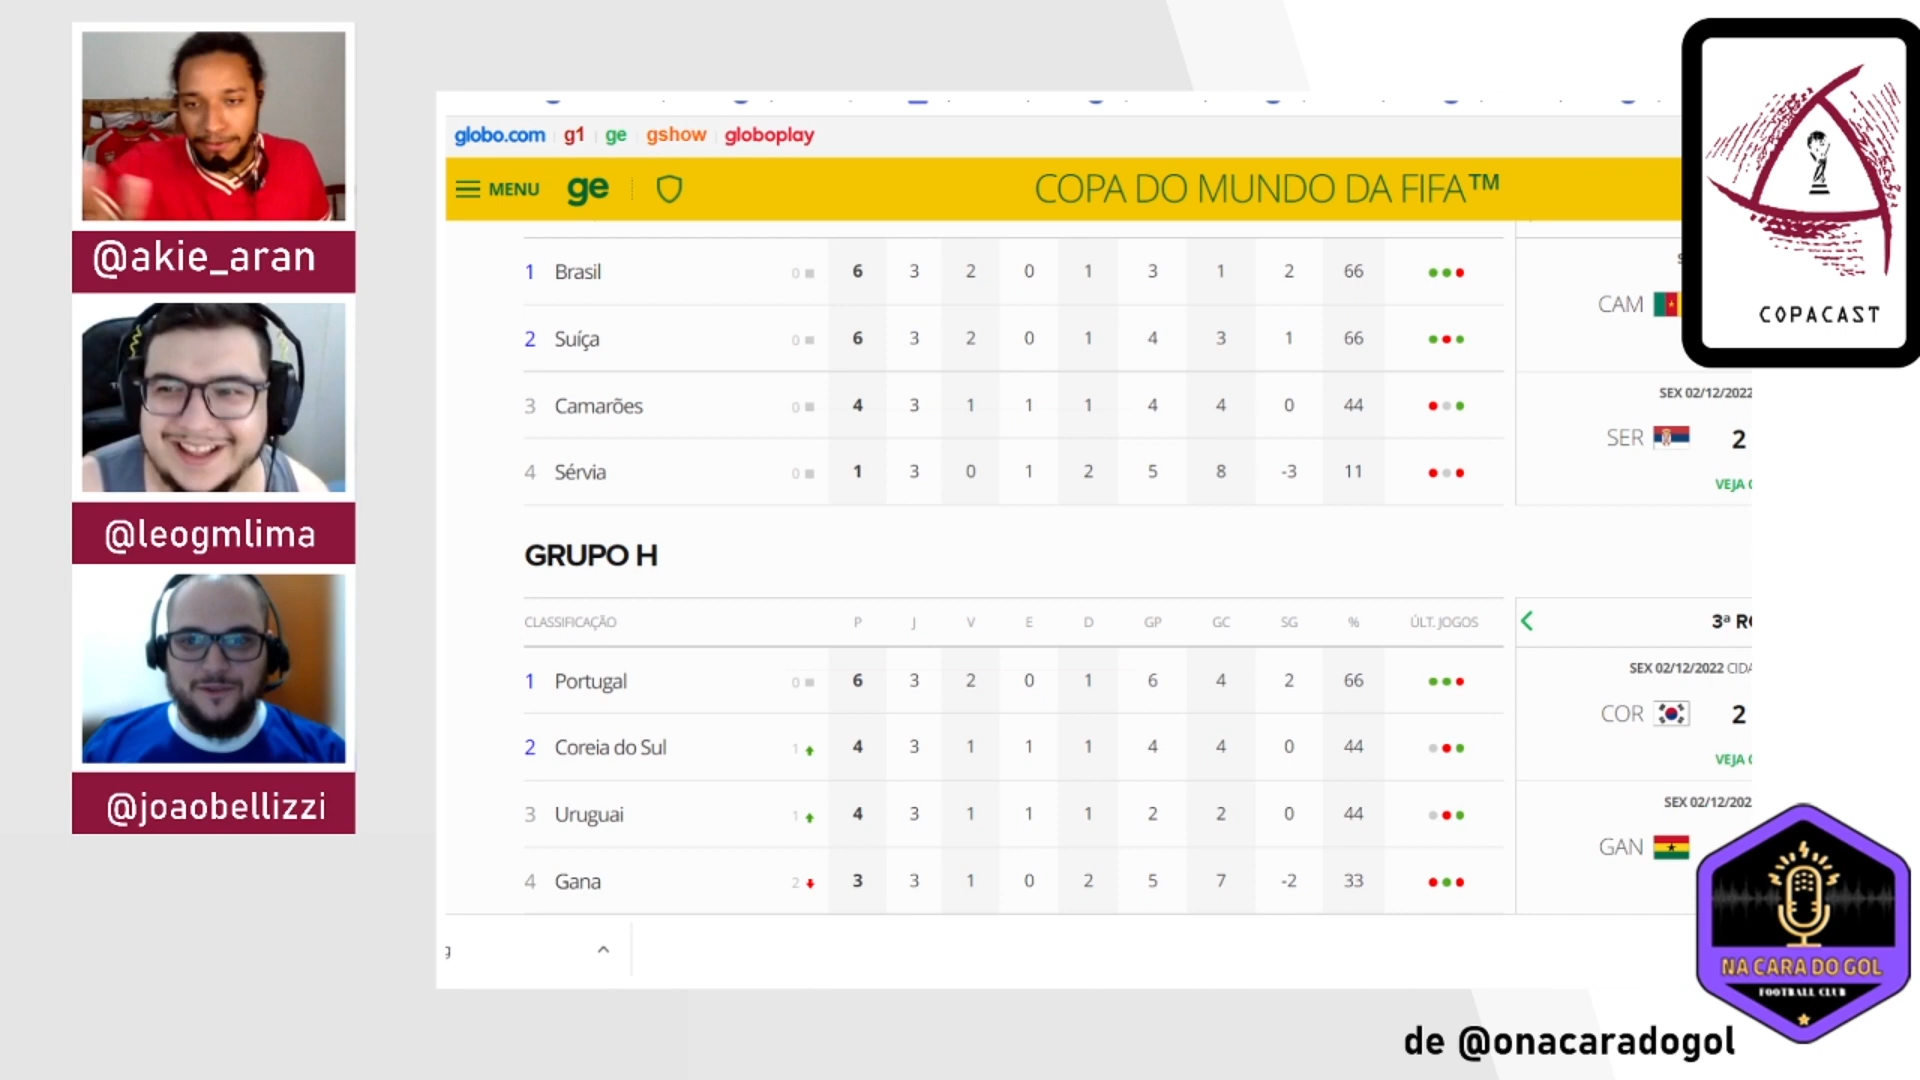 @akie_aran
@leogmlima
@joaobellizzi
globo.com g1 ge gshow globoplay
MENU ge COPA DO MUNDO DA FIFA™
1 Brasil 0 6 3 2 0 1 3 1 2 66
2 Suíça 0 6 3 2 0 1 4 3 1 66
3 Camarões 0 4 3 1 1 1 4 4 0 44
4 Sérvia 0 1 3 0 1 2 5 8 -3 11
GRUPO H
CLASSIFICAÇÃO P J V E D GP GC SG % ÚLT. JOGOS
1 Portugal 0 6 3 2 0 1 6 4 2 66
2 Coreia do Sul 1 4 3 1 1 1 4 4 0 44
3 Uruguai 1 4 3 1 1 1 2 2 0 44
4 Gana 2 3 3 1 0 2 5 7 -2 33
CAM
SEX 02/12/2022
SER 2
VEJA
3ª
SEX 02/12/2022
COR 2
VEJA
SEX
GAN
COPACAST
NA CARA DO GOL
FOOTBALL CLUB
de @onacaradogol